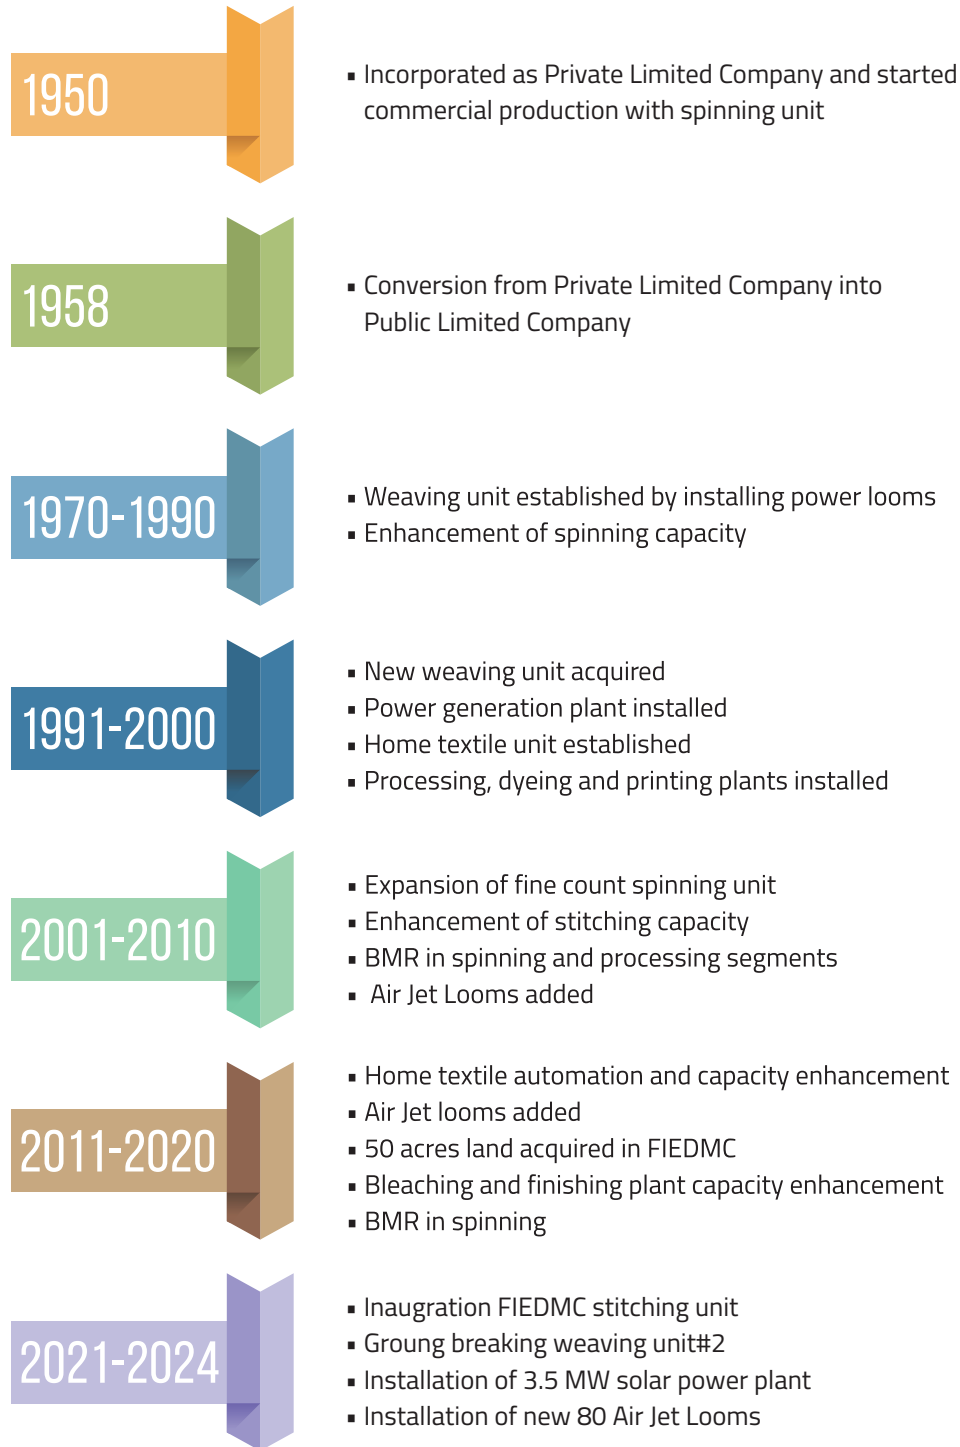 1950
▪ Incorporated as Private Limited Company and started
commercial production with spinning unit
1958
▪ Conversion from Private Limited Company into
Public Limited Company
1970-1990
▪ Weaving unit established by installing power looms
▪ Enhancement of spinning capacity
1991-2000
▪ New weaving unit acquired
▪ Power generation plant installed
▪ Home textile unit established
▪ Processing, dyeing and printing plants installed
2001-2010
▪ Expansion of fine count spinning unit
▪ Enhancement of stitching capacity
▪ BMR in spinning and processing segments
▪ Air Jet Looms added
2011-2020
▪ Home textile automation and capacity enhancement
▪ Air Jet looms added
▪ 50 acres land acquired in FIEDMC
▪ Bleaching and finishing plant capacity enhancement
▪ BMR in spinning
2021-2024
▪ Inaugration FIEDMC stitching unit
▪ Groung breaking weaving unit#2
▪ Installation of 3.5 MW solar power plant
▪ Installation of new 80 Air Jet Looms